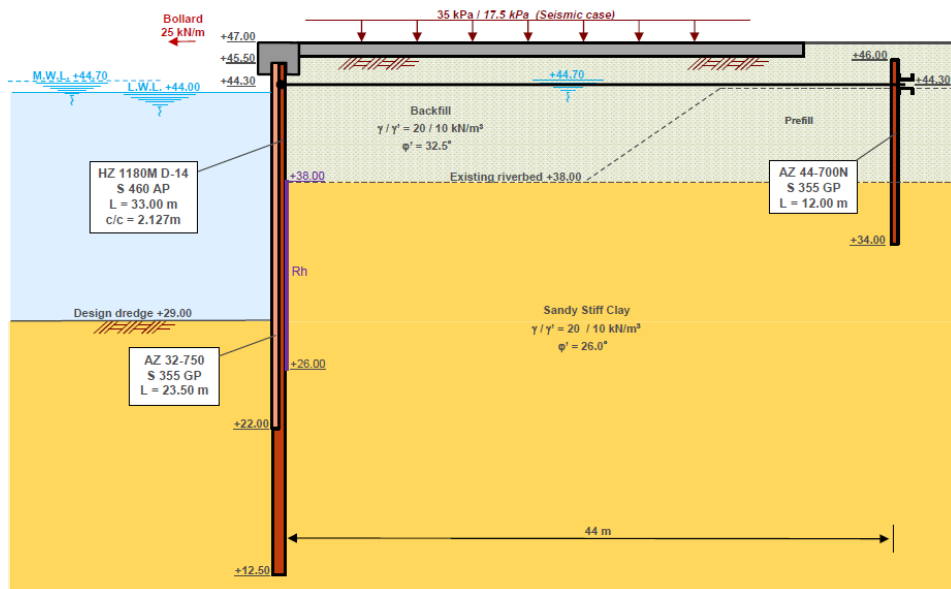 Bollard
25 kN/m
35 kPa / 17.5 kPa (Seismic case)
+47.00
+45.50
+44.30
M.W.L. +44.70
L.W.L. +44.00
+44.70
+46.00
+44.30
Backfill
γ / γ' = 20 / 10 kN/m³
φ' = 32.5°
Prefill
HZ 1180M D-14
S 460 AP
L = 33.00 m
c/c = 2.127m
+38.00
Existing riverbed +38.00
AZ 44-700N
S 355 GP
L = 12.00 m
+34.00
Rh
Design dredge +29.00
Sandy Stiff Clay
γ / γ' = 20 / 10 kN/m³
φ' = 26.0°
AZ 32-750
S 355 GP
L = 23.50 m
+26.00
+22.00
44 m
+12.50